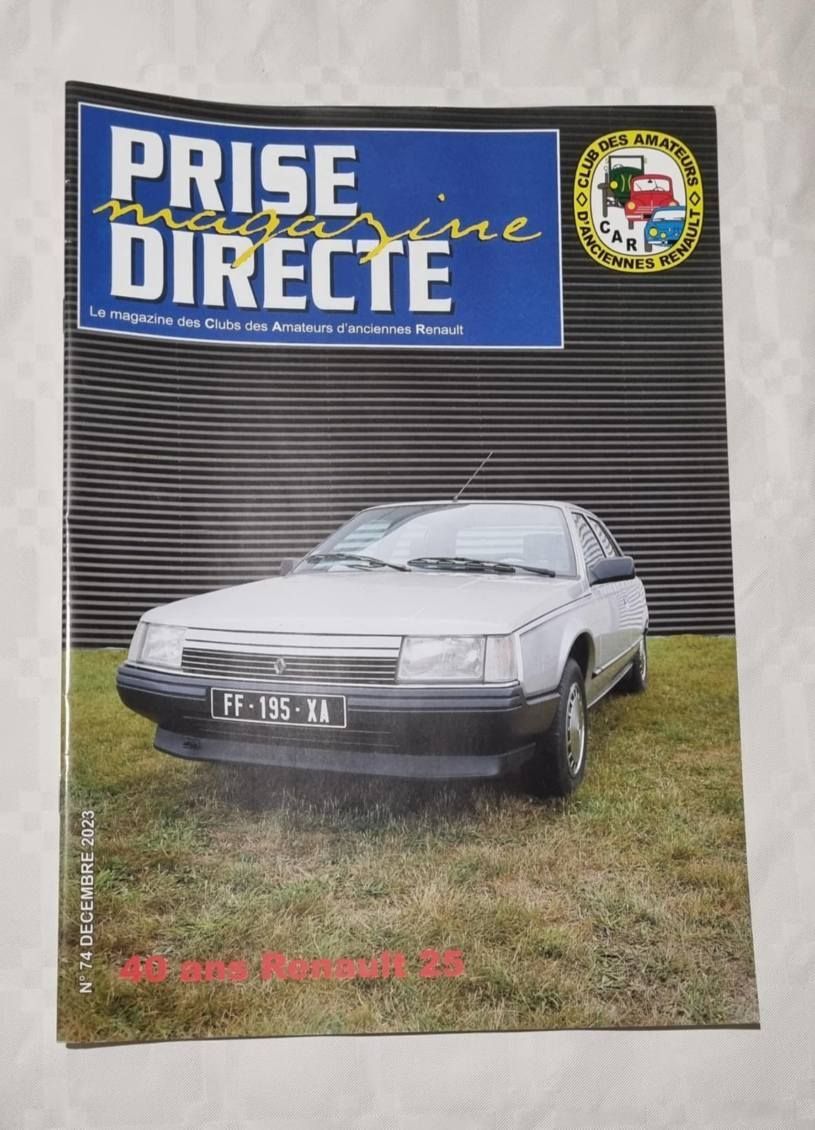 PRISE
magazine
DIRECTE
Le magazine des Clubs des Amateurs d'anciennes Renault
CLUB DES AMATEURS
D'ANCIENNES RENAULT
CAR
FF-195-XA
N° 74 DECEMBRE 2023
40 ans Renault 25